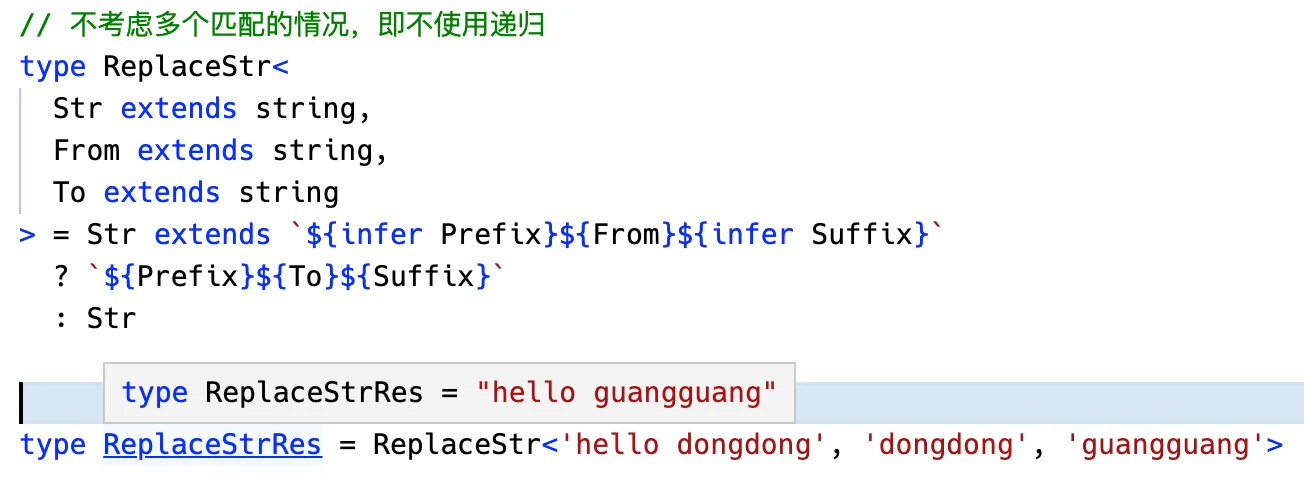 // 不考虑多个匹配的情况，即不使用递归
type ReplaceStr<
  Str extends string,
  From extends string,
  To extends string
> = Str extends `${infer Prefix}${From}${infer Suffix}`
  ? `${Prefix}${To}${Suffix}`
  : Str
type ReplaceStrRes = "hello guangguang"
type ReplaceStrRes = ReplaceStr<'hello dongdong', 'dongdong', 'guangguang'>